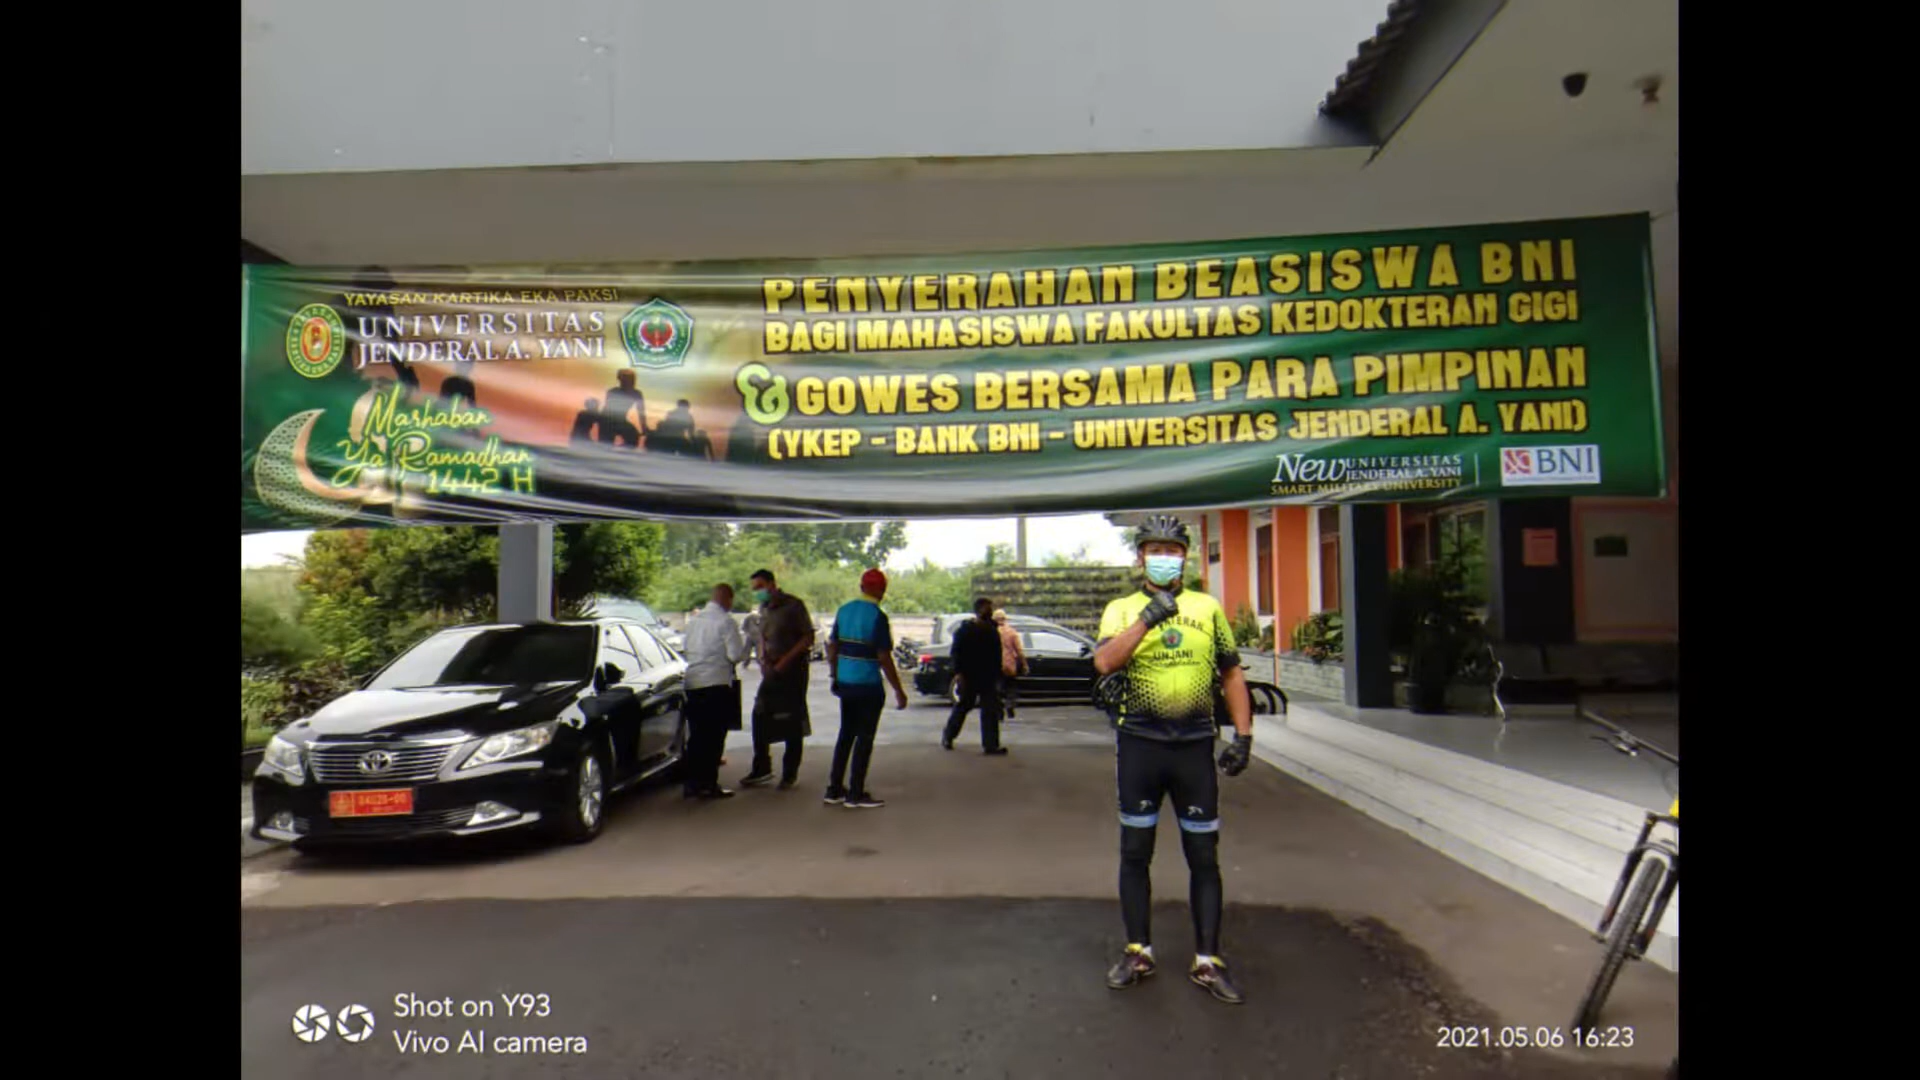 YAYASAN KARTIKA EKA PAKSI
UNIVERSITAS
JENDERAL A. YANI
Marhaban
Ya Ramadhan
1442 H
PENYERAHAN BEASISWA BNI
BAGI MAHASISWA FAKULTAS KEDOKTERAN GIGI
& GOWES BERSAMA PARA PIMPINAN
(YKEP - BANK BNI - UNIVERSITAS JENDERAL A. YANI)
New UNIVERSITAS
JENDERAL A. YANI
SMART MILITARY UNIVERSITY
BNI
UNJANI
Shot on Y93
Vivo AI camera
2021.05.06 16:23